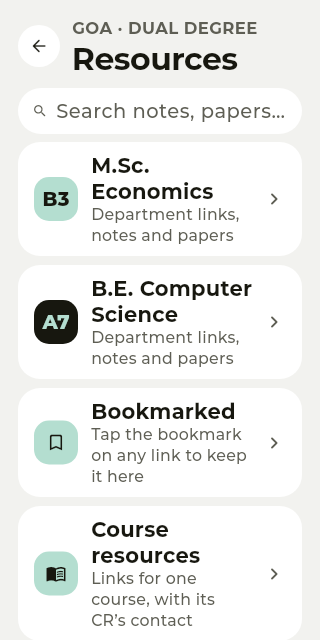 GOA · DUAL DEGREE
Resources
Search notes, papers...
B3
M.Sc.
Economics
Department links,
notes and papers
A7
B.E. Computer
Science
Department links,
notes and papers
Bookmarked
Tap the bookmark
on any link to keep
it here
Course
resources
Links for one
course, with its
CR’s contact